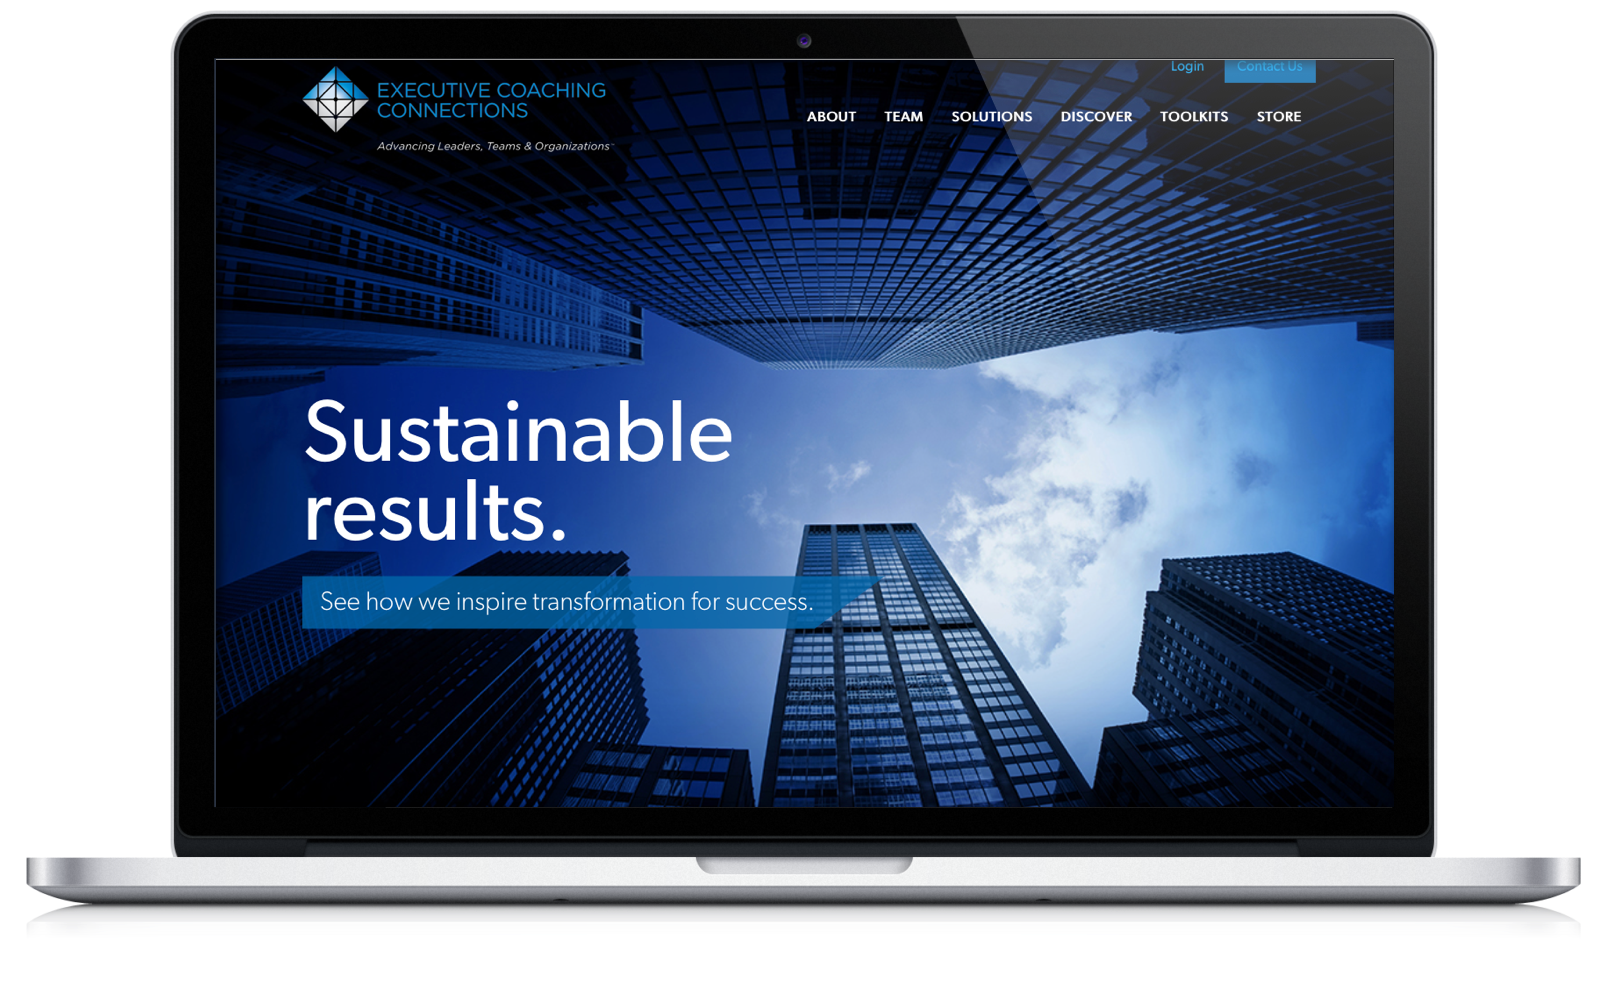 Login Contact Us
EXECUTIVE COACHING
CONNECTIONS
Advancing Leaders, Teams & Organizations
ABOUT TEAM SOLUTIONS DISCOVER TOOLKITS STORE
Sustainable
results.
See how we inspire transformation for success.